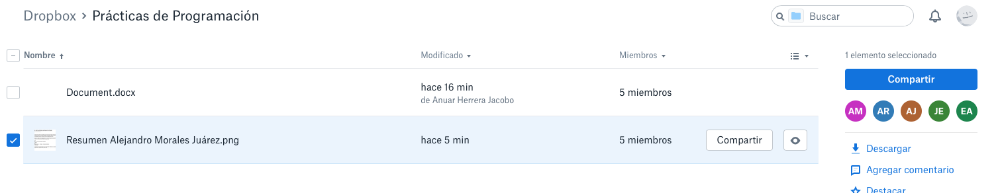 Dropbox › Prácticas de Programación
Buscar
Nombre
Modificado
Miembros
Document.docx
hace 16 min
de Anuar Herrera Jacobo
5 miembros
Resumen Alejandro Morales Juárez.png
hace 5 min
5 miembros
Compartir
1 elemento seleccionado
Compartir
AM AR AJ JE EA
Descargar
Agregar comentario
Destacar